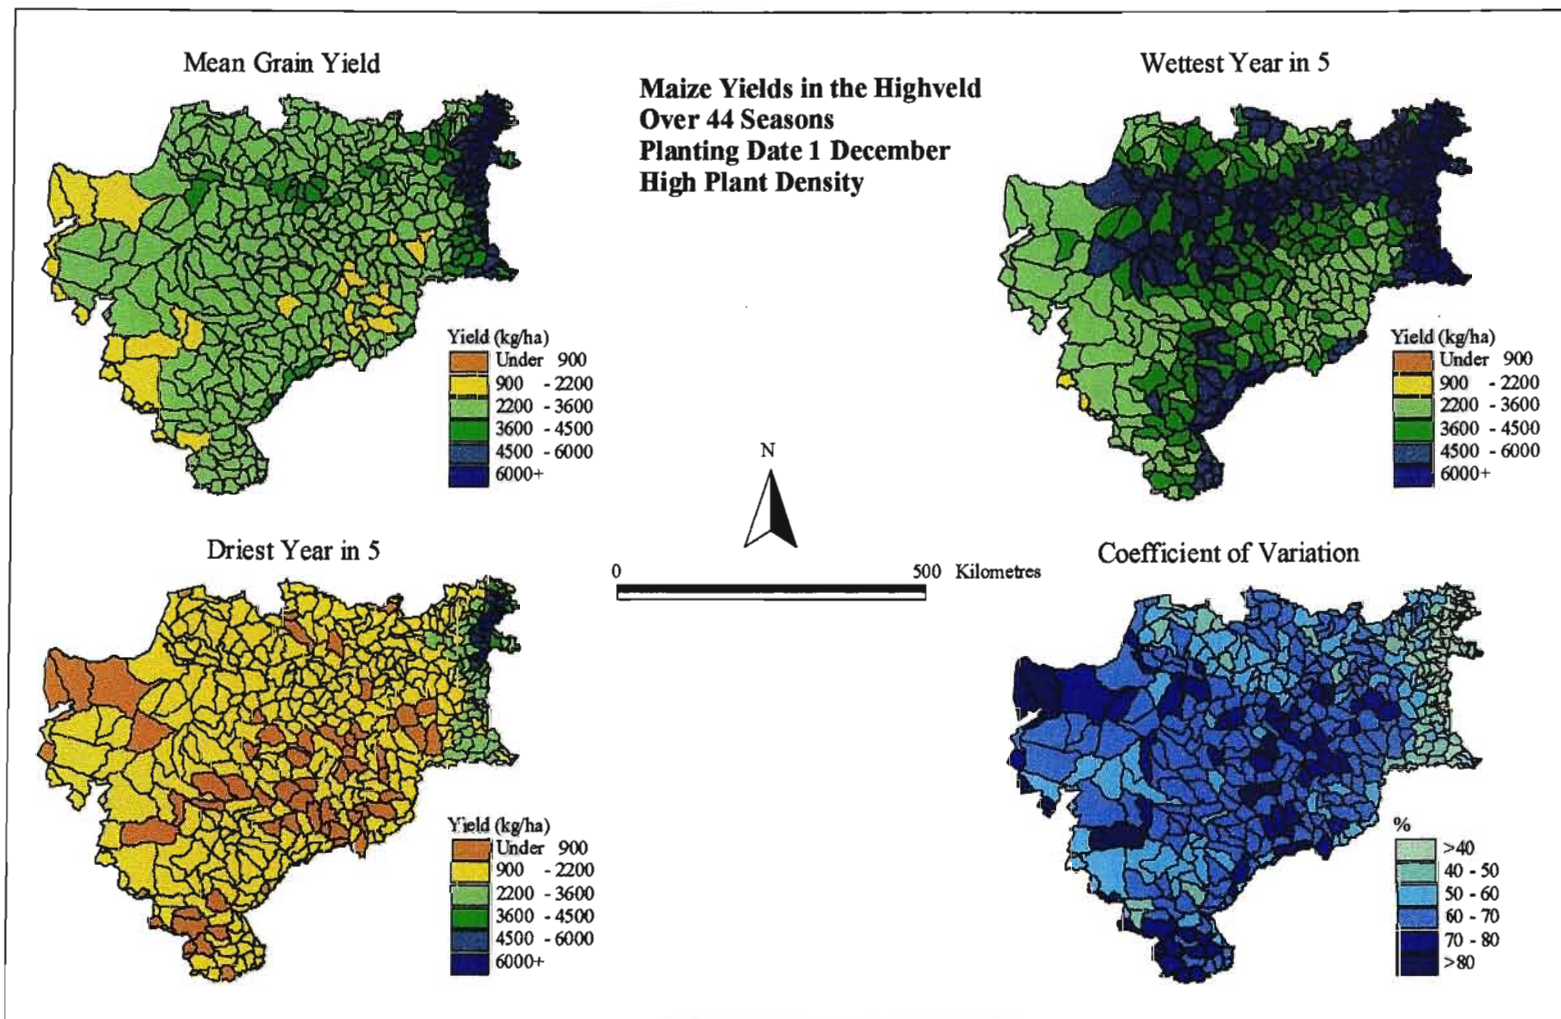 Mean Grain Yield
Maize Yields in the Highveld
Over 44 Seasons
Planting Date 1 December
High Plant Density
Wettest Year in 5
Yield (kg/ha)
Under 900
900 - 2200
2200 - 3600
3600 - 4500
4500 - 6000
6000+
Yield (kg/ha)
Under 900
900 - 2200
2200 - 3600
3600 - 4500
4500 - 6000
6000+
N
0 500 Kilometres
Driest Year in 5
Coefficient of Variation
Yield (kg/ha)
Under 900
900 - 2200
2200 - 3600
3600 - 4500
4500 - 6000
6000+
%
>40
40 - 50
50 - 60
60 - 70
70 - 80
>80